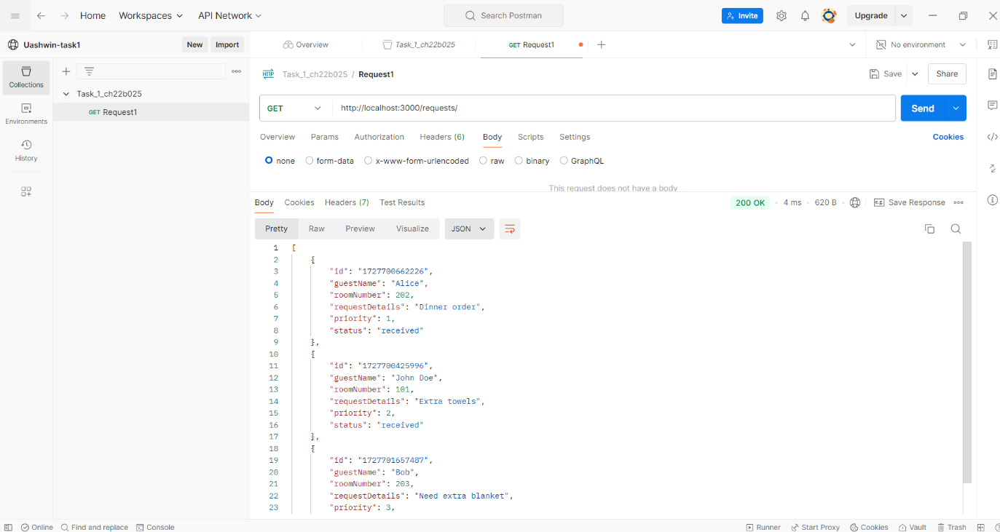 Home Workspaces API Network Search Postman Invite Upgrade
Uashwin-task1 New Import Overview Task_1_ch22b025 GET Request1 No environment
Collections
Environments
History
Task_1_ch22b025
GET Request1
HTTP Task_1_ch22b025 / Request1 Save Share
GET http://localhost:3000/requests/ Send
Overview Params Authorization Headers (6) Body Scripts Settings Cookies
none form-data x-www-form-urlencoded raw binary GraphQL
This request does not have a body
Body Cookies Headers (7) Test Results 200 OK 4 ms 620 B e.g. Save Response
Pretty Raw Preview Visualize JSON
1 [
2 {
3 "id": "1727700662226",
4 "guestName": "Alice",
5 "roomNumber": 202,
6 "requestDetails": "Dinner order",
7 "priority": 1,
8 "status": "received"
9 },
10 {
11 "id": "1727700425996",
12 "guestName": "John Doe",
13 "roomNumber": 101,
14 "requestDetails": "Extra towels",
15 "priority": 2,
16 "status": "received"
17 },
18 {
19 "id": "1727701657487",
20 "guestName": "Bob",
21 "roomNumber": 203,
22 "requestDetails": "Need extra blanket",
23 "priority": 3,
Online Find and replace Console Runner Start Proxy Cookies Vault Trash